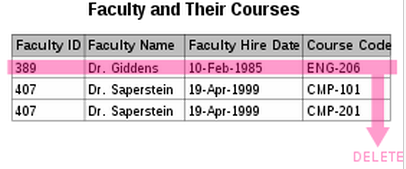 Faculty and Their Courses
Faculty ID Faculty Name Faculty Hire Date Course Code
389 Dr. Giddens 10-Feb-1985 ENG-206
407 Dr. Saperstein 19-Apr-1999 CMP-101
407 Dr. Saperstein 19-Apr-1999 CMP-201
DELETE